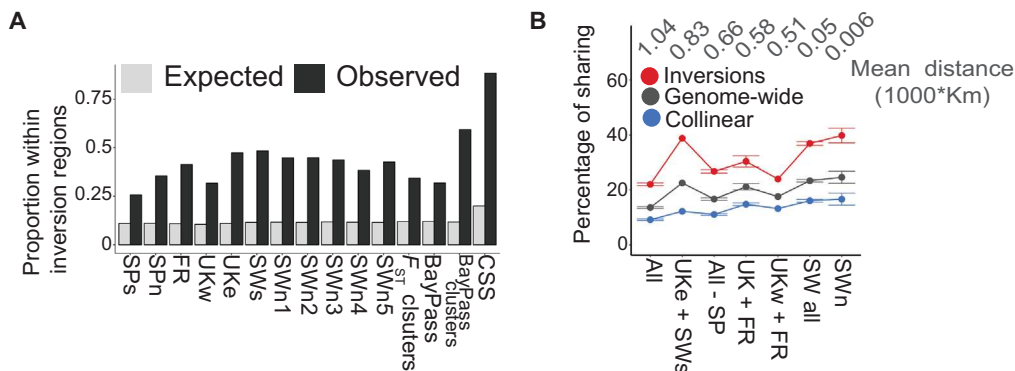 A
Expected Observed
Proportion within
inversion regions
0.75
0.5
0.25
0
SPs
SPn
FR
UKw
UKe
SWs
SWn1
SWn2
SWn3
SWn4
SWn5
FST clsuters
BayPass
BayPass
clusters
CSS
B
1.04
0.83
0.66
0.58
0.51
0.05
0.006
Mean distance
(1000*Km)
Inversions
Genome-wide
Collinear
Percentage of sharing
60
40
20
0
All
UKe + SWs
All - SP
UK + FR
UKw + FR
SW all
SWn